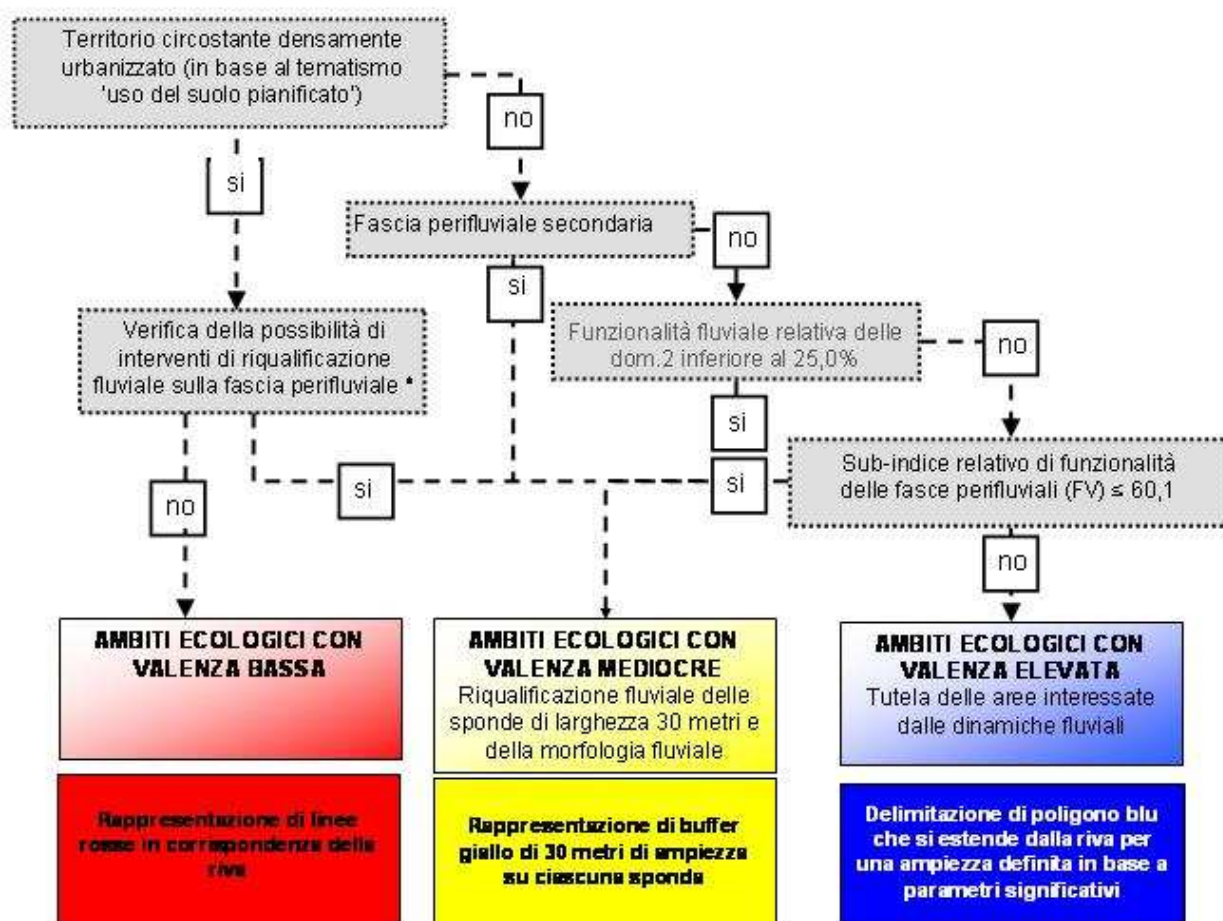 Territorio circostante densamente
urbanizzato (in base al tematismo
'uso del suolo pianificato')
no
si
Fascia perifluviale secondaria
no
si
Verifica della possibilità di
interventi di riqualificazione
fluviale sulla fascia perifluviale *
Funzionalità fluviale relativa delle
dom.2 inferiore al 25,0%
no
si
Sub-indice relativo di funzionalità
delle fasce perifluviali (FV) ≤ 60,1
si
si
no
no
AMBITI ECOLOGICI CON
VALENZA BASSA
AMBITI ECOLOGICI CON
VALENZA MEDIOCRE
Riqualificazione fluviale delle
sponde di larghezza 30 metri e
della morfologia fluviale
AMBITI ECOLOGICI CON
VALENZA ELEVATA
Tutela delle aree interessate
dalle dinamiche fluviali
Rappresentazione di linee
rosse in corrispondenza della
riva
Rappresentazione di buffer
giallo di 30 metri di ampiezza
su ciascuna sponda
Delimitazione di poligono blu
che si estende dalla riva per
una ampiezza definita in base a
parametri significativi